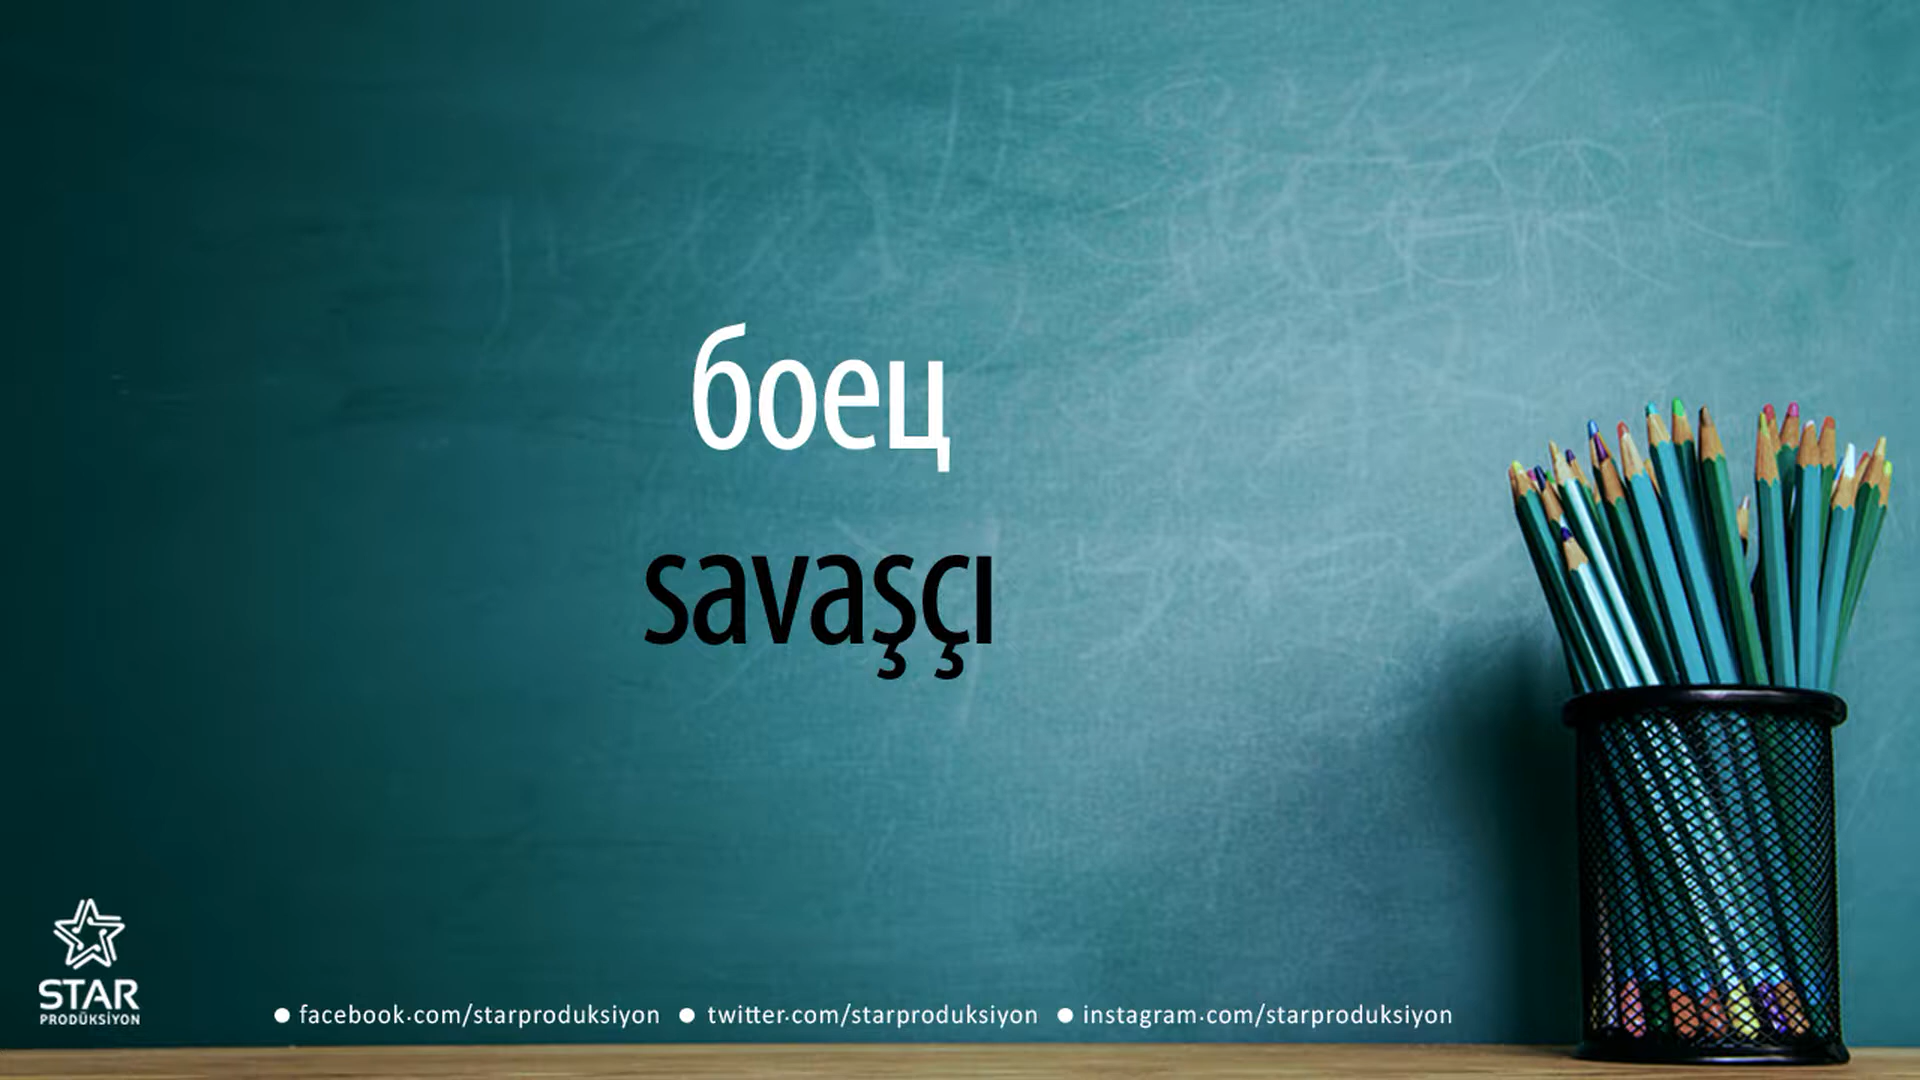 боец
savaşçı
STAR
PRODÜKSİYON
● facebook.com/starproduksiyon ● twitter.com/starproduksiyon ● instagram.com/starproduksiyon